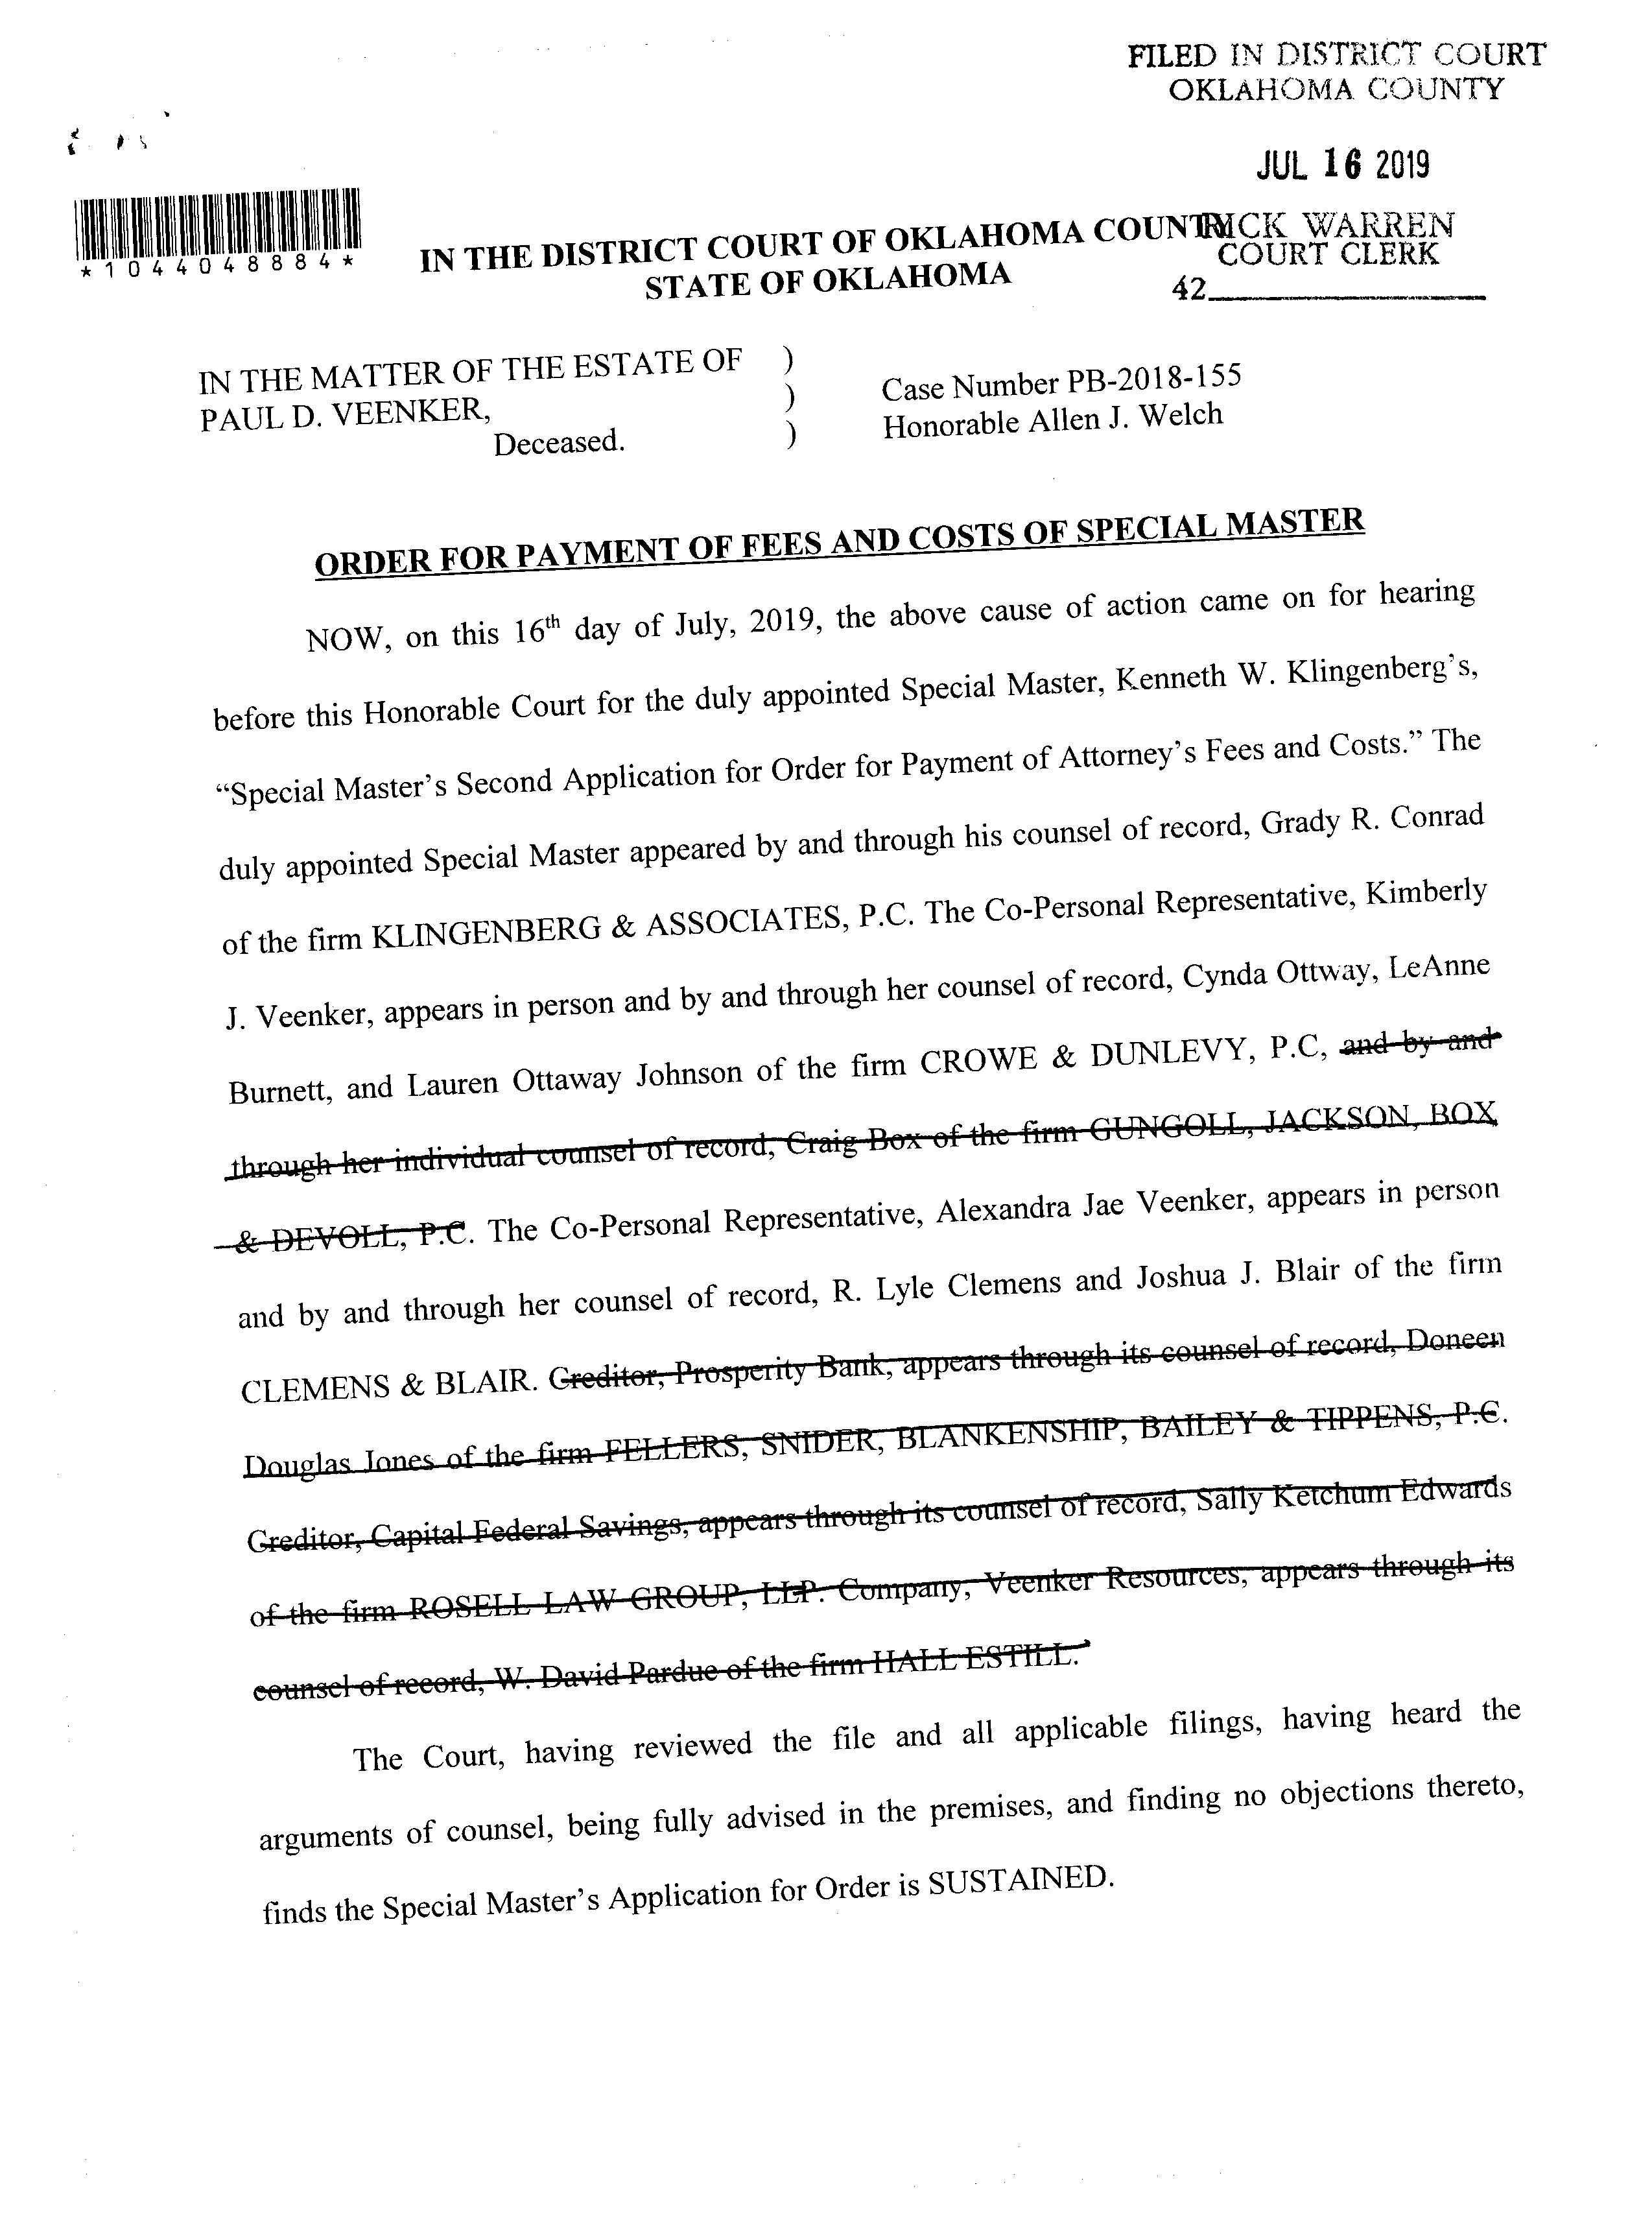 FILED IN DISTRICT COURT
OKLAHOMA COUNTY
JUL 16 2019
RICK WARREN
COURT CLERK
42
*1044048884*
IN THE DISTRICT COURT OF OKLAHOMA COUNTY
STATE OF OKLAHOMA
IN THE MATTER OF THE ESTATE OF )
PAUL D. VEENKER, ) Case Number PB-2018-155
Deceased. ) Honorable Allen J. Welch
ORDER FOR PAYMENT OF FEES AND COSTS OF SPECIAL MASTER
NOW, on this 16th day of July, 2019, the above cause of action came on for hearing
before this Honorable Court for the duly appointed Special Master, Kenneth W. Klingenberg's,
“Special Master's Second Application for Order for Payment of Attorney's Fees and Costs.” The
duly appointed Special Master appeared by and through his counsel of record, Grady R. Conrad
of the firm KLINGENBERG & ASSOCIATES, P.C. The Co-Personal Representative, Kimberly
J. Veenker, appears in person and by and through her counsel of record, Cynda Ottway, LeAnne
Burnett, and Lauren Ottaway Johnson of the firm CROWE & DUNLEVY, P.C, and by and
through her individual counsel of record, Craig Box of the firm GUNGOLL, JACKSON, BOX
& DEVOLL, P.C. The Co-Personal Representative, Alexandra Jae Veenker, appears in person
and by and through her counsel of record, R. Lyle Clemens and Joshua J. Blair of the firm
CLEMENS & BLAIR. Creditor, Prosperity Bank, appears through its counsel of record, Doneen
Douglas Jones of the firm FELLERS, SNIDER, BLANKENSHIP, BAILEY & TIPPENS, P.C.
Creditor, Capital Federal Savings, appears through its counsel of record, Sally Ketchum Edwards
of the firm ROSELL LAW GROUP, LLP. Company, Veenker Resources, appears through its
counsel of record, W. David Pardue of the firm HALL ESTILL.
The Court, having reviewed the file and all applicable filings, having heard the
arguments of counsel, being fully advised in the premises, and finding no objections thereto,
finds the Special Master's Application for Order is SUSTAINED.